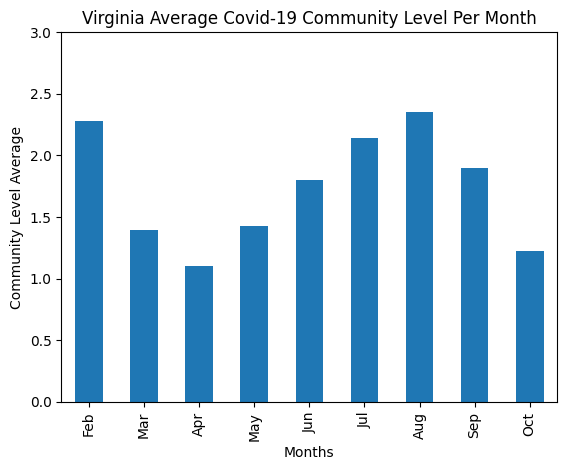 Virginia Average Covid-19 Community Level Per Month
3.0
2.5
2.0
1.5
1.0
0.5
0.0
Community Level Average
Feb
Mar
Apr
May
Jun
Jul
Aug
Sep
Oct
Months